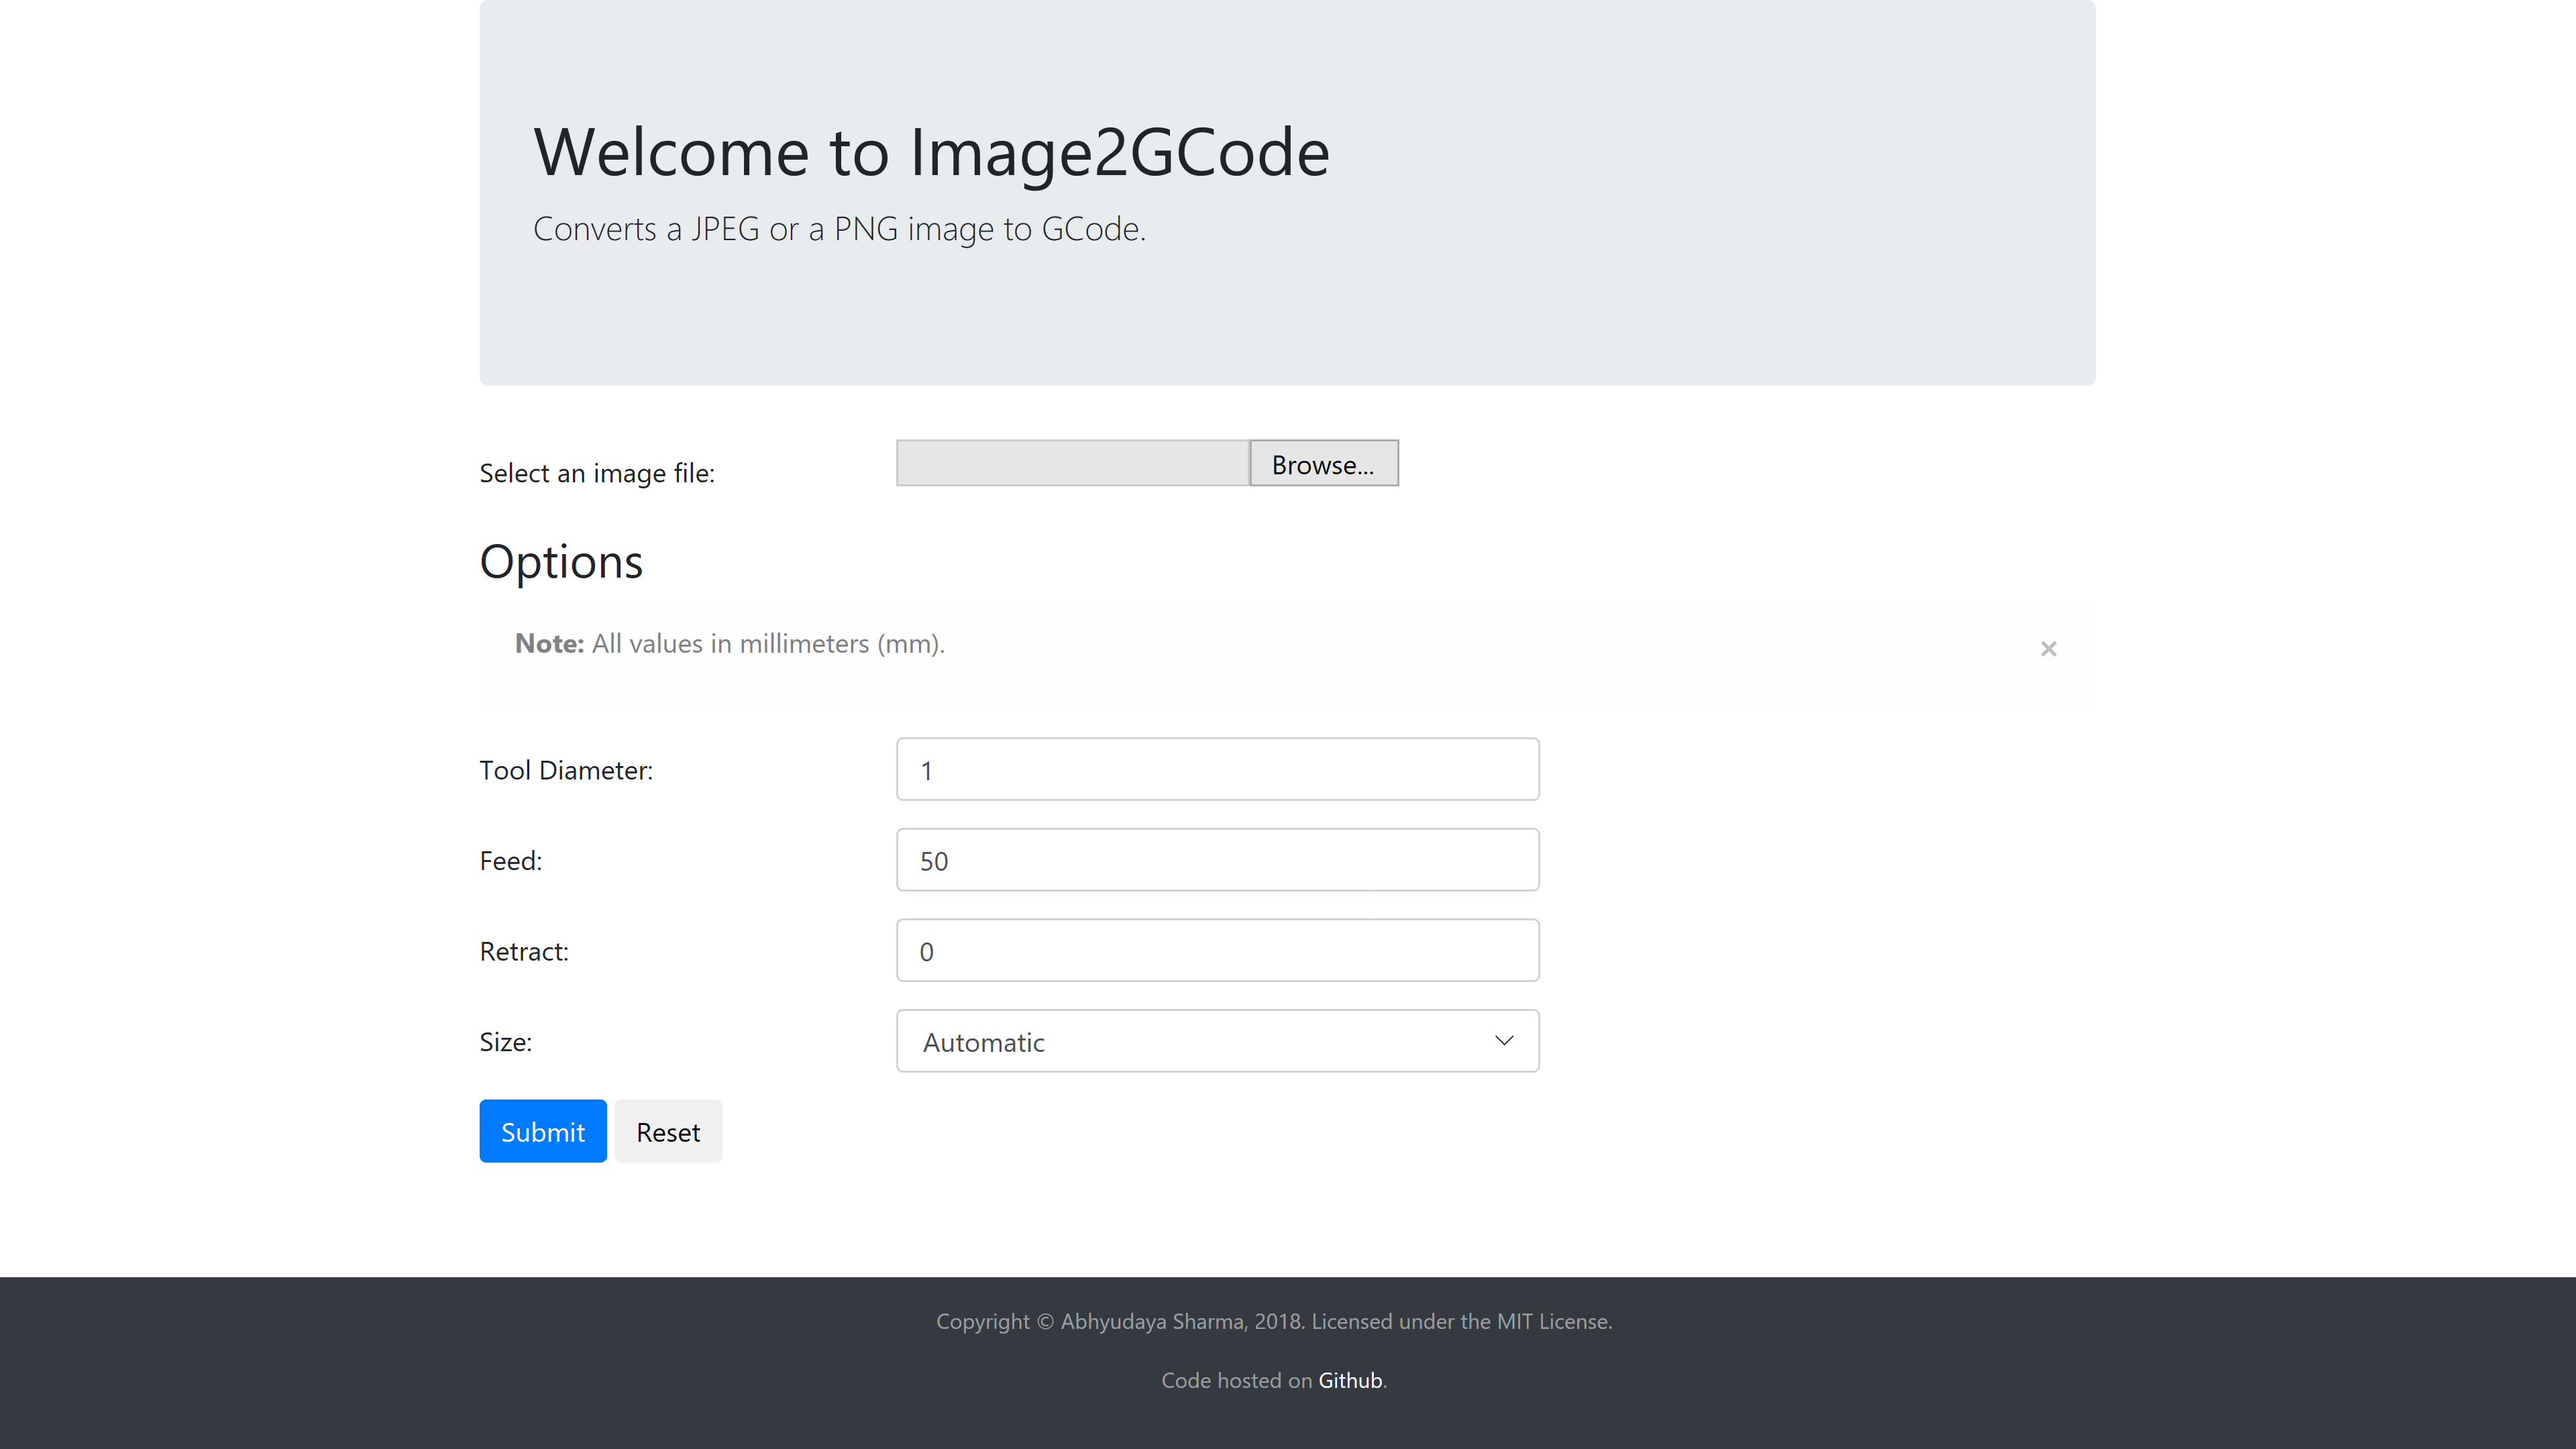 Welcome to Image2GCode
Converts a JPEG or a PNG image to GCode.
Select an image file:
Browse...
Options
Note: All values in millimeters (mm).
×
Tool Diameter:
1
Feed:
50
Retract:
0
Size:
Automatic
Submit
Reset
Copyright © Abhyudaya Sharma, 2018. Licensed under the MIT License.
Code hosted on Github.